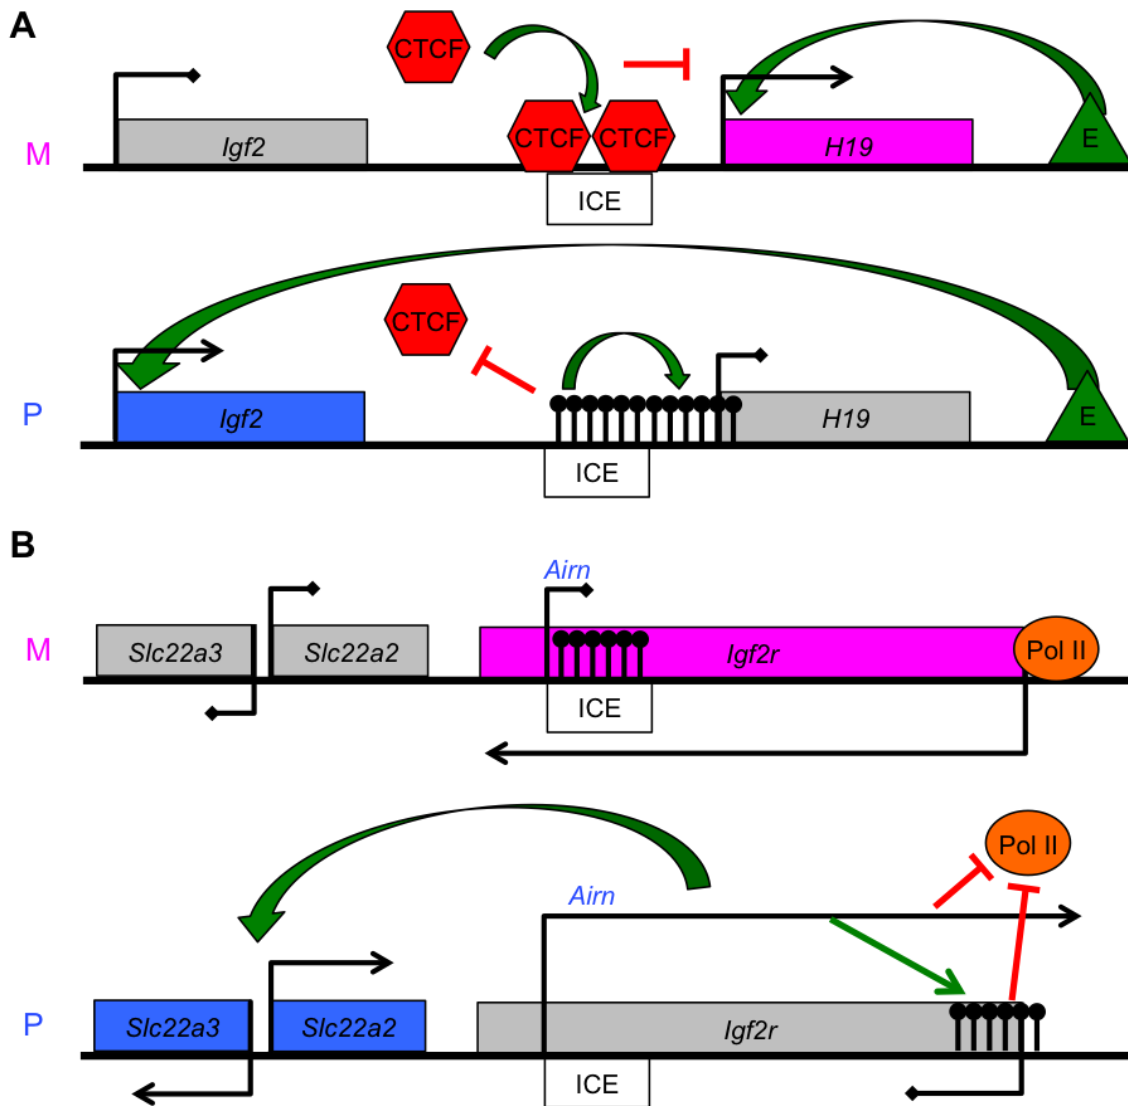 A
CTCF
M
Igf2
CTCF CTCF
H19
E
ICE
CTCF
P
Igf2
H19
E
ICE
B
Airn
M
Slc22a3
Slc22a2
Igf2r
Pol II
ICE
Pol II
Airn
P
Slc22a3
Slc22a2
Igf2r
ICE